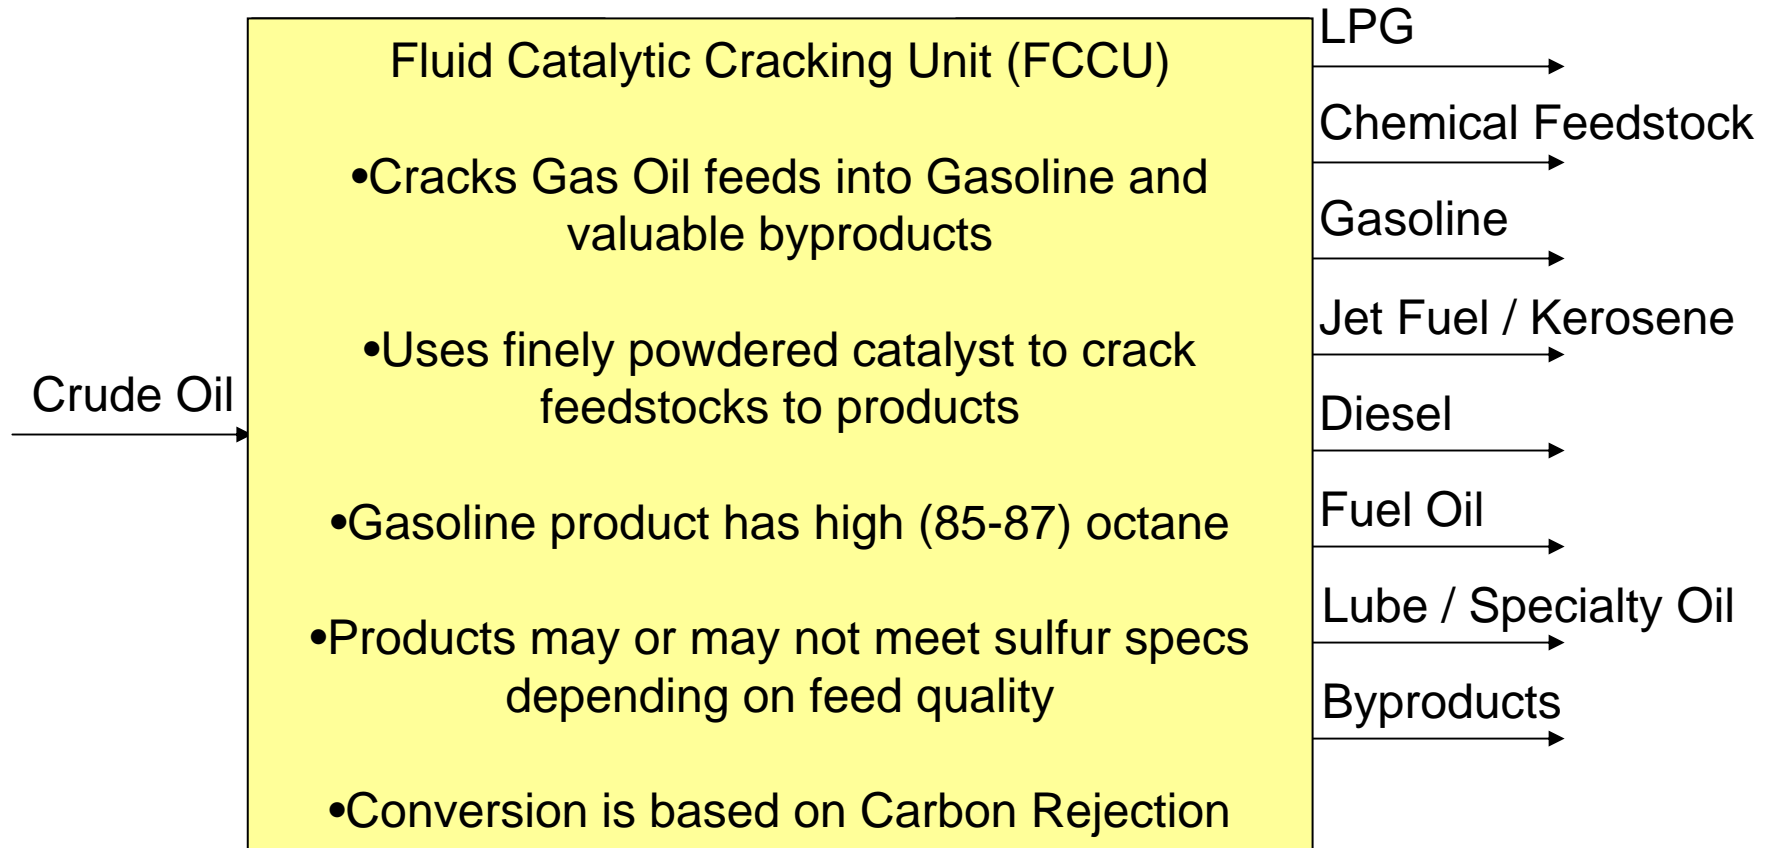 Fluid Catalytic Cracking Unit (FCCU)
•Cracks Gas Oil feeds into Gasoline and
valuable byproducts
•Uses finely powdered catalyst to crack
feedstocks to products
•Gasoline product has high (85-87) octane
•Products may or may not meet sulfur specs
depending on feed quality
•Conversion is based on Carbon Rejection
Crude Oil
LPG
Chemical Feedstock
Gasoline
Jet Fuel / Kerosene
Diesel
Fuel Oil
Lube / Specialty Oil
Byproducts